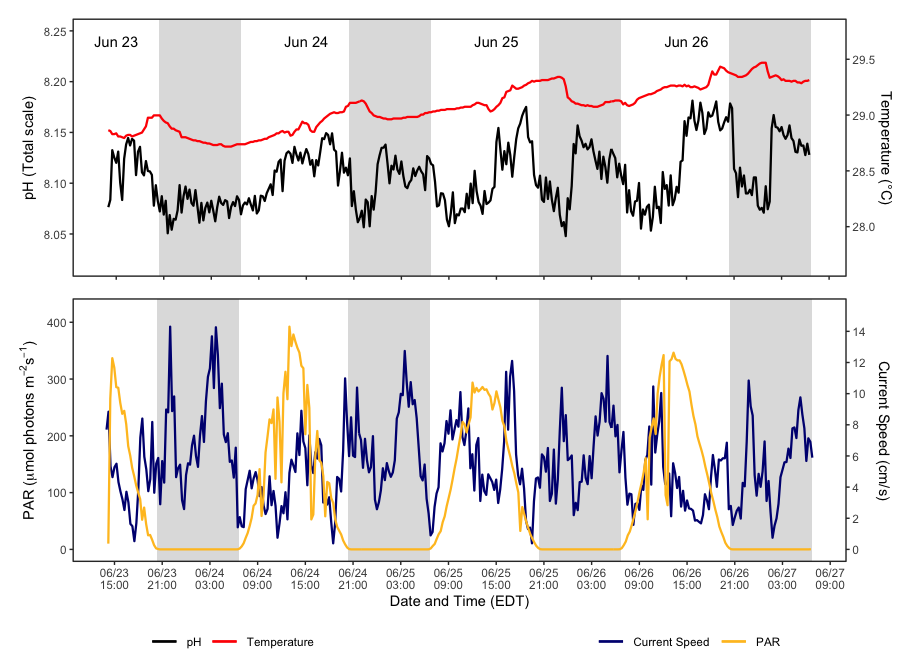 Jun 23 Jun 24 Jun 25 Jun 26
pH (Total scale)
8.25
8.20
8.15
8.10
8.05
Temperature (°C)
29.5
29.0
28.5
28.0
PAR (μmol photons m⁻²s⁻¹)
400
300
200
100
0
Current Speed (cm/s)
14
12
10
8
6
4
2
0
06/23 06/23 06/24 06/24 06/24 06/24 06/25 06/25 06/25 06/25 06/26 06/26 06/26 06/26 06/27 06/27
15:00 21:00 03:00 09:00 15:00 21:00 03:00 09:00 15:00 21:00 03:00 09:00 15:00 21:00 03:00 09:00
Date and Time (EDT)
pH Temperature Current Speed PAR